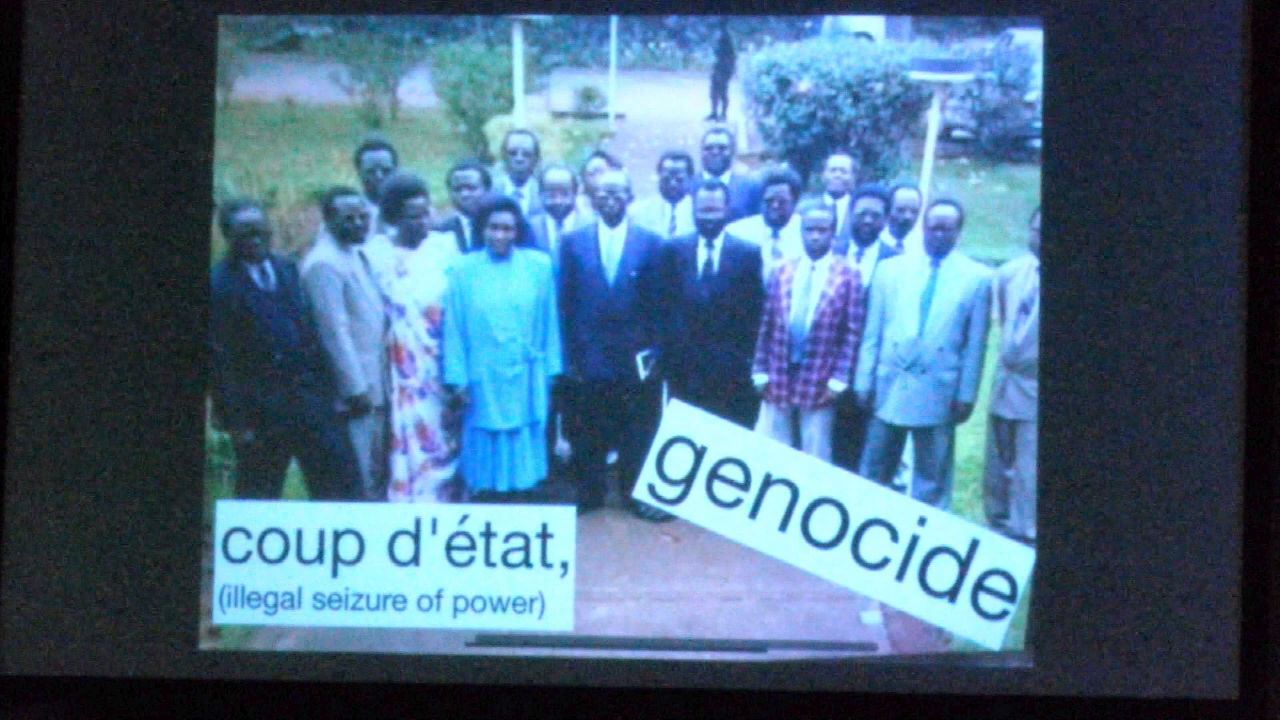 coup d'état,
(illegal seizure of power)
genocide